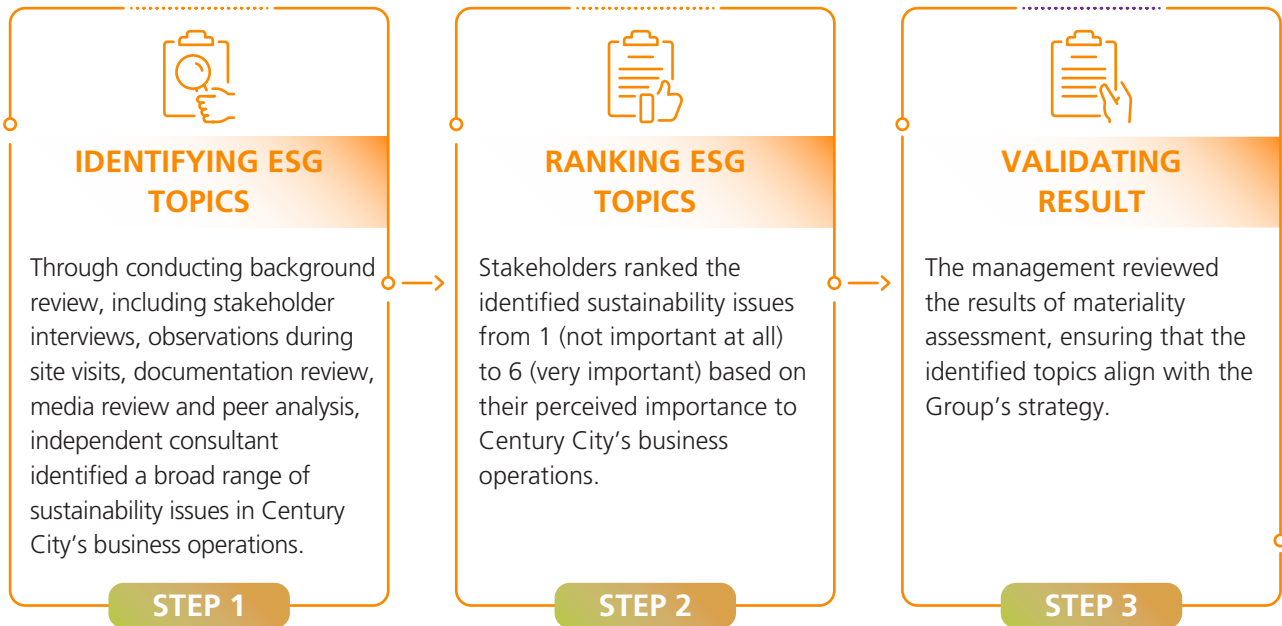 IDENTIFYING ESG
TOPICS
Through conducting background
review, including stakeholder
interviews, observations during
site visits, documentation review,
media review and peer analysis,
independent consultant
identified a broad range of
sustainability issues in Century
City’s business operations.
STEP 1
RANKING ESG
TOPICS
Stakeholders ranked the
identified sustainability issues
from 1 (not important at all)
to 6 (very important) based on
their perceived importance to
Century City’s business
operations.
STEP 2
VALIDATING
RESULT
The management reviewed
the results of materiality
assessment, ensuring that the
identified topics align with the
Group’s strategy.
STEP 3